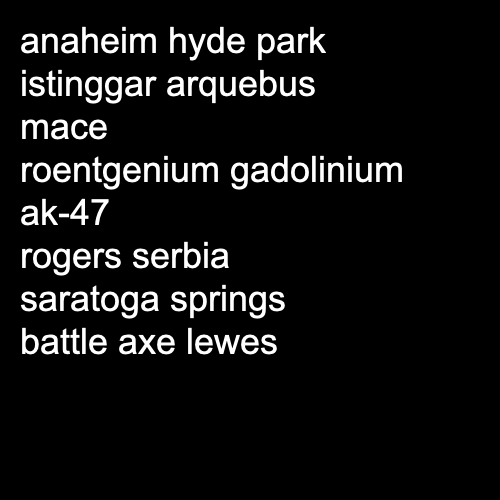 anaheim hyde park
istinggar arquebus
mace
roentgenium gadolinium
ak-47
rogers serbia
saratoga springs
battle axe lewes